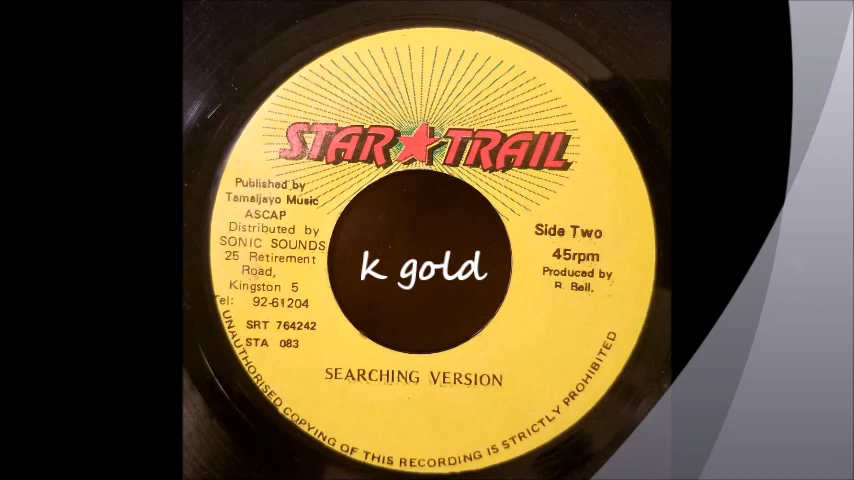 STAR★TRAIL
Published by
Tamaljayo Music
ASCAP
Distributed by
SONIC SOUNDS
25 Retirement
Road,
Kingston 5
Tel: 92-61204
SRT 764242
STA 083
Side Two
45rpm
Produced by
R. Bell.
k gold
SEARCHING VERSION
UNAUTHORISED COPYING OF THIS RECORDING IS STRICTLY PROHIBITED